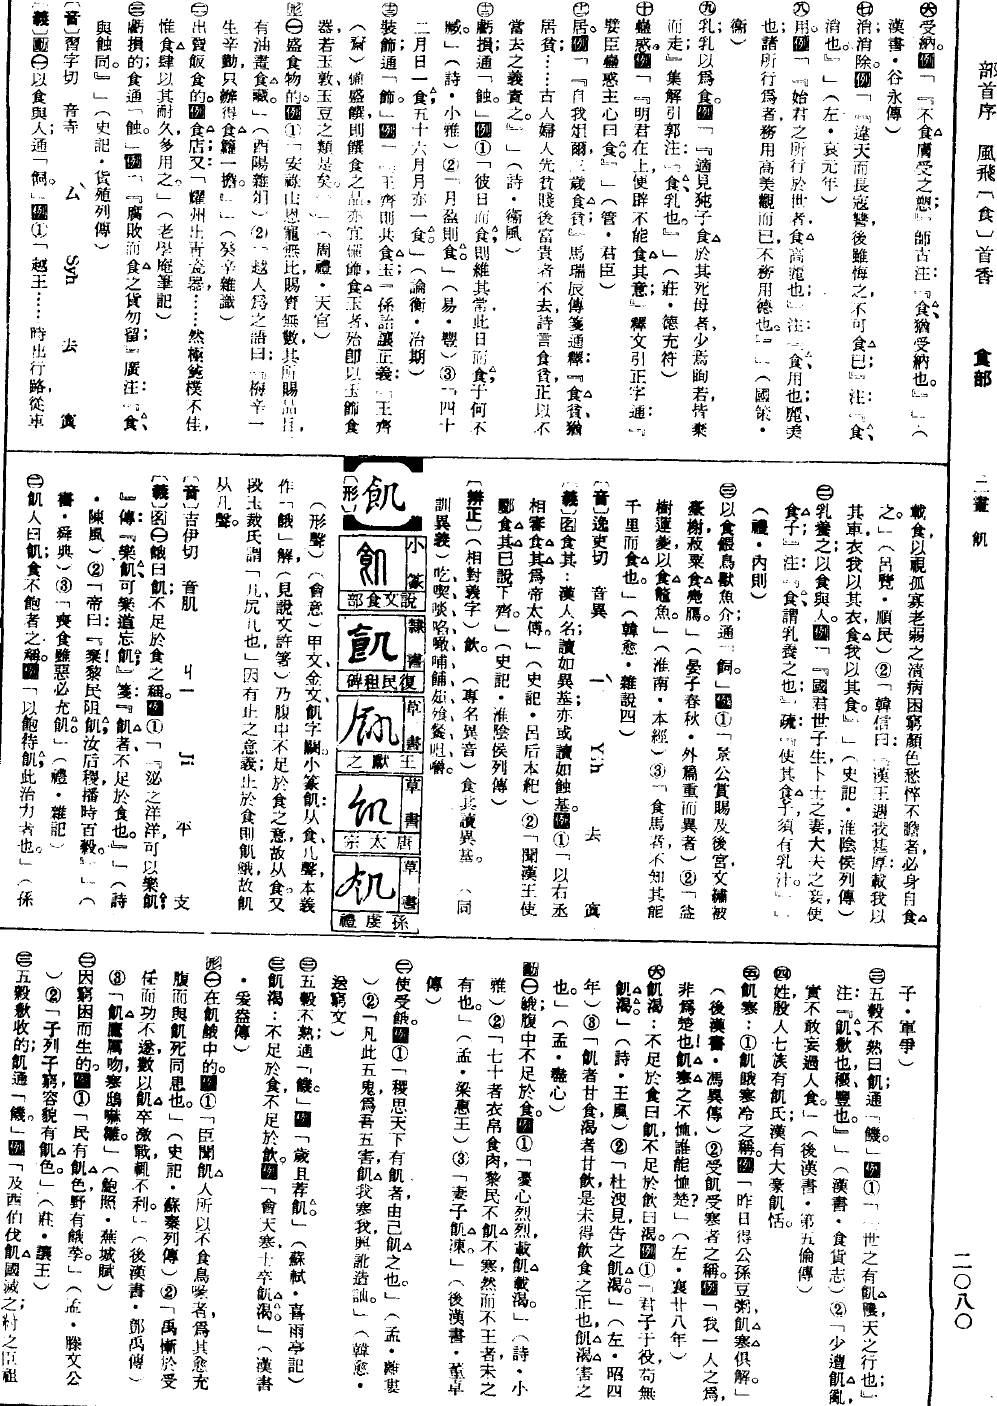 部首序　風飛「食」首香　食部　二畫　飢　二〇八〇
㊅受納。例「『不食膚受之愬』師古注『食猶受納也。』」(
漢書・谷永傳)
㊆消;消除。例「『違天而長寇讐後雖悔之不可食已』注:『食、
消也。』」(左・哀元年)
㊇用。例「『始君之所行於世者,食高麗也』注:『食用也麗美
也諸所行爲者務用高美觀而已不務用德也。』」(國策・
衞)
㊈乳;乳以爲食。例「『適見㹠子食於其死母者,少焉眴若皆棄
而走』集解引郭注:『食乳也。』」(莊・德充符)
㊉蠱惑。例「『明君在上,便辟不能食其意』釋文引正字通:『
嬖臣蠱惑主心曰食。』」(管・君臣)
居。例「『自我徂爾三歲食貧』馬瑞辰傳箋通釋『食貧猶
居貧……古人婦人先貧賤後富貴者不去詩言食貧正以不
當去之義責之。』」(詩・衞風)
虧損;通「蝕。」例①「彼日而食,則維其常此日而食于何不
臧」(詩・小雅)②「月盈則食。」(易・豐)③「四十
二月日一食;五十六月月亦一食。」(論衡・治期)
裝飾;通「飾。」例「『王齊則共食玉』孫詒讓正義:『王齊
(齋)備盛饌則饌食之品亦宜備飾食玉者殆卽以玉飾食
器若玉敦玉豆之類是矣。』」(周禮・天官)
形㊀盛食物的。例①「安祿山恩寵無比賜賚無數其所賜品目,
有油畫食藏。」(酉陽雜俎)②「越人爲之語曰:『梅辛一
生辛勤,只辦得食籮一擔。』」(癸辛雜識)
㊁出賣飯食的。例食店;又:「耀州出靑瓷器……然極麤樸不佳,
惟食肆以其耐久,多用之。」(老學庵筆記)
㊂虧損的食;通「蝕。」例「『腐敗而食之貨勿留』廣注:『食、
與蝕同。』」(史記・貨殖列傳)
〔音〕習字切　音寺　ㄙ　Syh　去　寘
〔義〕動㊀以食與人;通「飼。」例①「越王……時出行路,從車
載食以視孤寡老弱之漬病困窮顏色愁悴不贍者必身自食
之。」(呂覽・順民)②「韓信曰:『漢王遇我甚厚載我以
其車衣我以其衣食我以其食。』」(史記・淮陰侯列傳)
㊁乳養之;以食與人。例「『國君世子生卜士之妻大夫之妾使
食子』注:『食謂乳養之也』疏:『使其食子須有乳汁。』」
(禮・內則)
㊂以食餵鳥獸魚介;通「飼。」例①「景公賞賜及後宮文繡被
臺榭菽粟食鳧鴈。」(晏子春秋・外篇重而異者)②「益
樹蓮菱以食鼈魚。」(淮南・本經)③「食馬者不知其能
千里而食也。」(韓愈・雜說四)
〔音〕逸吏切　音異　ㄧ　Yih　去　寘
〔義〕名食其:漢人名讀如異基亦或讀如蝕基。例①「以右丞
相審食其爲帝太傅。」(史記・呂后本紀)②「聞漢王使
酈食其已說下齊。」(史記・淮陰侯列傳)
〔辨正〕(相對義字)飲。(專名異音)食其讀異基。(同
訓異義)
【飢】
〔形〕
小篆　說文食部
隸書　復民租碑
草書　王獻之
草書　唐太宗
草書　孫虔禮
(形聲)(會意)甲文金文飢字闕。小篆飢:从食、几聲本義
作「餓」解(見說文許箸)乃腹中不足於食之意故从食。又
段玉裁氏謂「几凥几也」因有止之意義;止於食則飢餓故飢
从几聲。
〔音〕吉伊切　音肌　ㄐㄧ　Ji　平　支
〔義〕名㊀餓曰飢;不足於食之稱。例①「『泌之洋洋,可以樂飢
』傳:『樂飢可樂道忘飢』箋:『飢者不足於食也。』」(詩
・陳風)②「帝曰:『棄黎民阻飢汝后稷播時百穀。』」(
書・舜典)③「喪食雖惡必充飢。」(禮・雜記)
㊁飢人曰飢;食不飽者之稱。例「以飽待飢,此治力者也。」(孫
子・軍爭)
㊂五穀不熟曰飢;通「饑。」例①「『世之有飢穰天之行也』
注:『飢歉也穰豐也。』」(漢書・食貨志)②「少遭飢亂,
實不敢妄過人食。」(後漢書・第五倫傳)
㊃姓殷人七族有飢氏;漢有大豪飢恬。
㊄飢寒:①飢餓寒冷之稱。例「昨日得公孫豆粥飢寒俱解。」
(後漢書・馮異傳)②受飢受寒者之稱。例「我一人之爲,
非爲楚也飢寒之不恤誰能恤楚?」(左・襄廿八年)
㊅飢渴:不足於食曰飢不足於飲曰渴。例①「君子于役,苟無
飢渴。」(詩・王風)②「杜洩見告之飢渴。」(左・昭四
年)③「飢者甘食渴者甘飲是未得飲食之正也,飢渴害之
也」(孟・盡心)
動㊀餓;腹中不足於食。例①「憂心烈烈載飢載渴。」(詩・小
雅)②「七十者衣帛食肉黎民不飢不寒然而不王者未之
有也。」(孟・梁惠王)③「妻子飢凍。」(後漢書・董卓
傳)
㊁使受餓。例①「稷思天下有飢者由己飢之也。」(孟・離婁
)②「凡此五鬼爲吾五害飢我寒我,興訛造訕。」(韓愈・
送窮文)
㊂五穀不熟;通「饑。」例「歲且荐飢。」(蘇軾・喜雨亭記)
㊂飢渴:不足於食,不足於飲。例「會天寒士卒飢渴。」(漢書
・爰盎傳)
形㊀在飢餓中的。例①「臣聞飢人所以不食烏喙者,爲其愈充
腹而與飢死同患也。」(史記・蘇秦列傳)②「禹慚於受
任而功不遂數以飢卒激戰輒不利。」(後漢書・鄧禹傳)
③「飢鷹厲吻寒鴟嚇雛。」(鮑照・蕪城賦)
㊁因窮困而生的。例①「民有飢色,野有餓莩。」(孟・滕文公
)②「子列子窮,容貌有飢色。」(莊・讓王)
㊂五穀歉收的;飢通「饑。」例「及西伯伐飢國滅之紂之臣祖